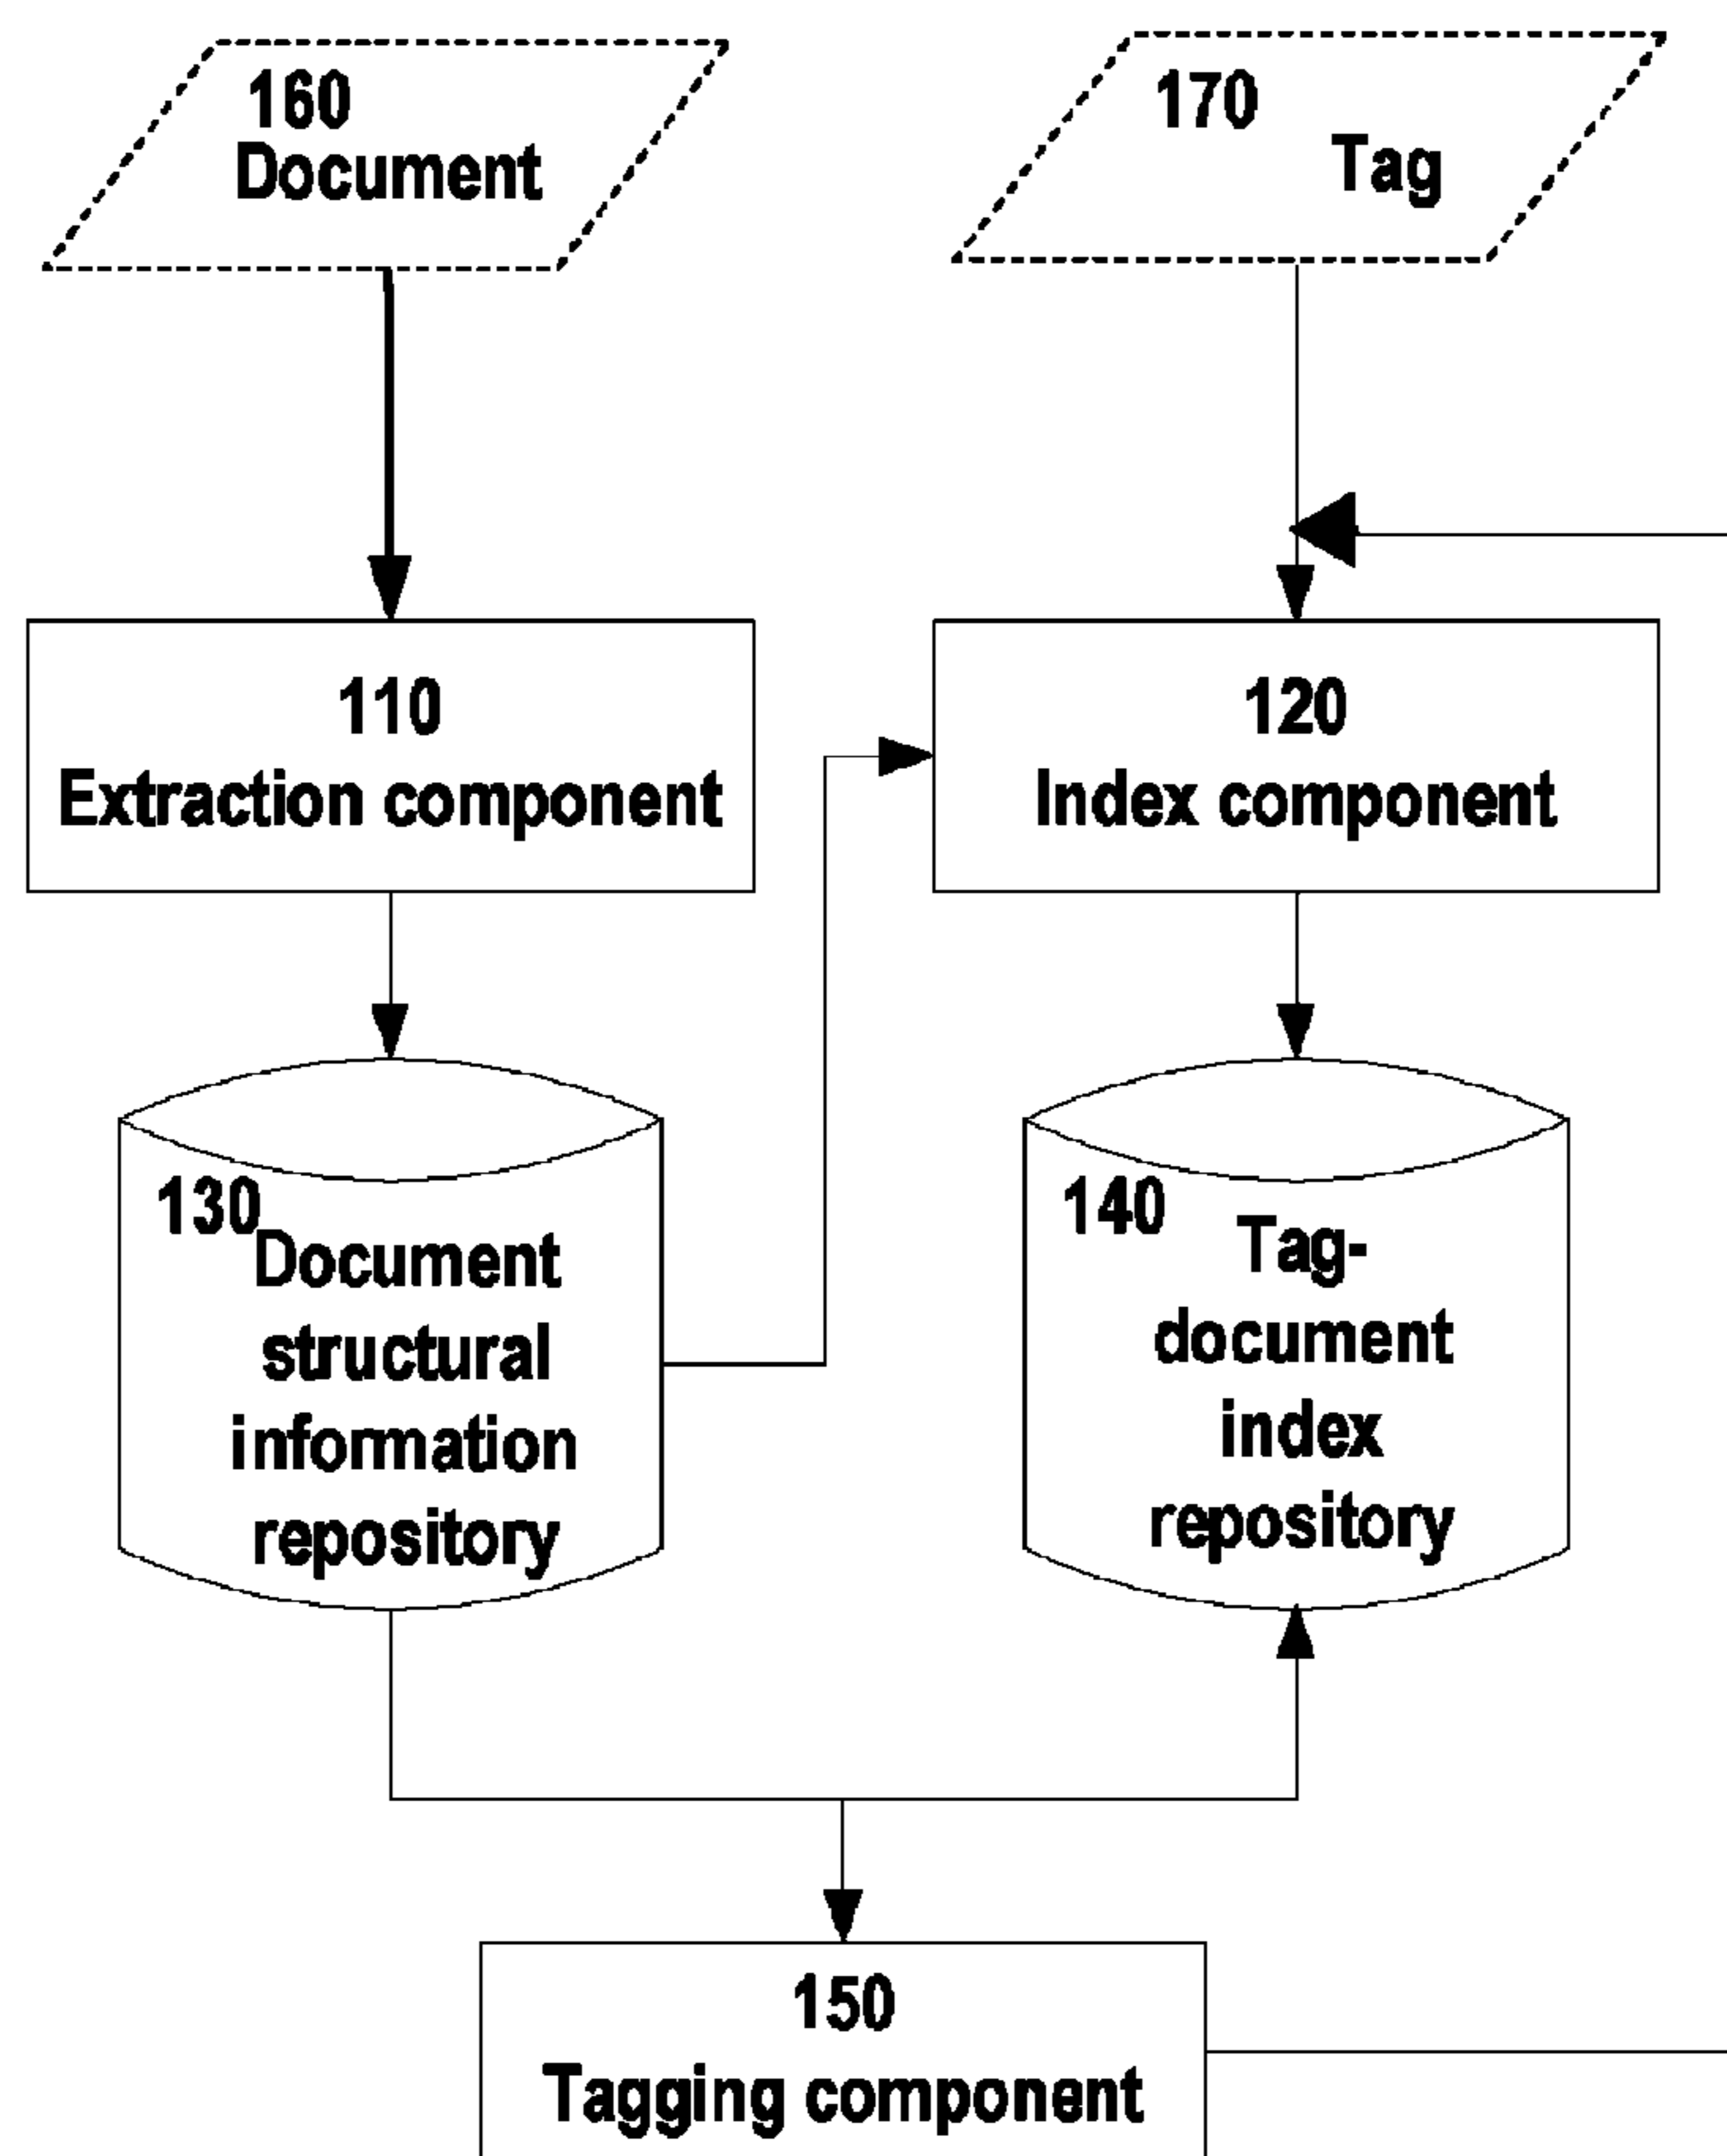 160
Document
170
Tag
110
Extraction component
120
Index component
130
Document
structural
information
repository
140
Tag-
document
index
repository
150
Tagging component